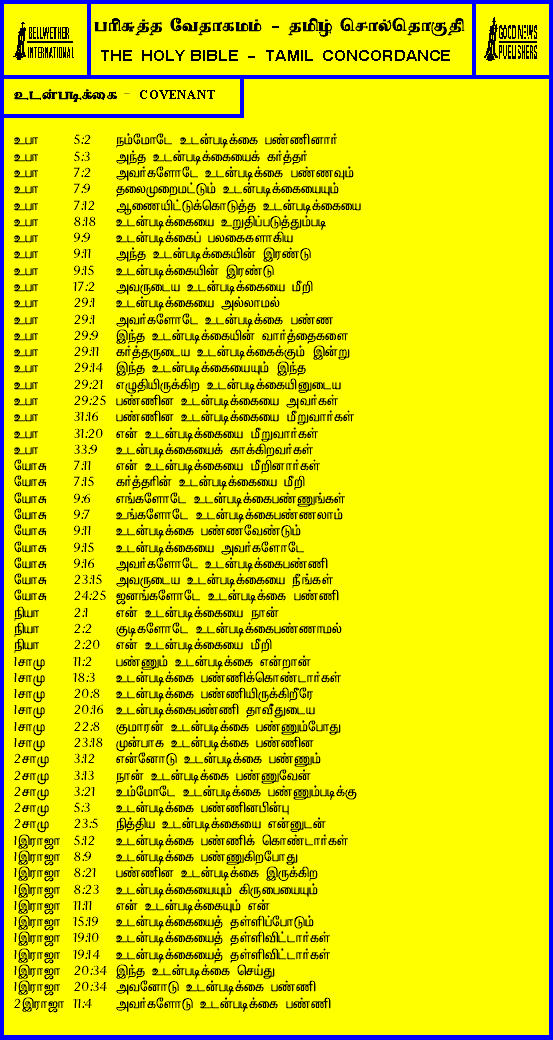 BELLWETHER INTERNATIONAL
பரிசுத்த வேதாகமம் - தமிழ் சொல்தொகுதி
THE HOLY BIBLE - TAMIL CONCORDANCE
GOOD NEWS PUBLISHERS
உடன்படிக்கை - COVENANT
உபா 5:2 நம்மோடே உடன்படிக்கை பண்ணினார்
உபா 5:3 அந்த உடன்படிக்கையைக் கர்த்தர்
உபா 7:2 அவர்களோடே உடன்படிக்கை பண்ணவும்
உபா 7:9 தலைமுறைமட்டும் உடன்படிக்கையையும்
உபா 7:12 ஆணையிட்டுக்கொடுத்த உடன்படிக்கையை
உபா 8:18 உடன்படிக்கையை உறுதிப்படுத்தும்படி
உபா 9:9 உடன்படிக்கைப் பலகைகளாகிய
உபா 9:11 அந்த உடன்படிக்கையின் இரண்டு
உபா 9:15 உடன்படிக்கையின் இரண்டு
உபா 17:2 அவருடைய உடன்படிக்கையை மீறி
உபா 29:1 உடன்படிக்கையை அல்லாமல்
உபா 29:1 அவர்களோடே உடன்படிக்கை பண்ண
உபா 29:9 இந்த உடன்படிக்கையின் வார்த்தைகளை
உபா 29:11 கர்த்தருடைய உடன்படிக்கைக்கும் இன்று
உபா 29:14 இந்த உடன்படிக்கையையும் இந்த
உபா 29:21 எழுதியிருக்கிற உடன்படிக்கையினுடைய
உபா 29:25 பண்ணின உடன்படிக்கையை அவர்கள்
உபா 31:16 பண்ணின உடன்படிக்கையை மீறுவார்கள்
உபா 31:20 என் உடன்படிக்கையை மீறுவார்கள்
உபா 33:9 உடன்படிக்கையைக் காக்கிறவர்கள்
யோசு 7:11 என் உடன்படிக்கையை மீறினார்கள்
யோசு 7:15 கர்த்தரின் உடன்படிக்கையை மீறி
யோசு 9:6 எங்களோடே உடன்படிக்கைபண்ணுங்கள்
யோசு 9:7 உங்களோடே உடன்படிக்கைபண்ணலாம்
யோசு 9:11 உடன்படிக்கை பண்ணவேண்டும்
யோசு 9:15 உடன்படிக்கையை அவர்களோடே
யோசு 9:16 அவர்களோடே உடன்படிக்கைபண்ணி
யோசு 23:15 அவருடைய உடன்படிக்கையை நீங்கள்
யோசு 24:25 ஜனங்களோடே உடன்படிக்கை பண்ணி
நியா 2:1 என் உடன்படிக்கையை நான்
நியா 2:2 குடிகளோடே உடன்படிக்கைபண்ணாமல்
நியா 2:20 என் உடன்படிக்கையை மீறி
1சாமு 11:2 பண்ணும் உடன்படிக்கை என்றான்
1சாமு 18:3 உடன்படிக்கை பண்ணிக்கொண்டார்கள்
1சாமு 20:8 உடன்படிக்கை பண்ணியிருக்கிறீரே
1சாமு 20:16 உடன்படிக்கைபண்ணி தாவீதுடைய
1சாமு 22:8 குமாரன் உடன்படிக்கை பண்ணும்போது
1சாமு 23:18 முன்பாக உடன்படிக்கை பண்ணின
2சாமு 3:12 என்னோடு உடன்படிக்கை பண்ணும்
2சாமு 3:13 நான் உடன்படிக்கை பண்ணுவேன்
2சாமு 3:21 உம்மோடே உடன்படிக்கை பண்ணும்படிக்கு
2சாமு 5:3 உடன்படிக்கை பண்ணினபின்பு
2சாமு 23:5 நித்திய உடன்படிக்கையை என்னுடன்
1இராஜா 5:12 உடன்படிக்கை பண்ணிக் கொண்டார்கள்
1இராஜா 8:9 உடன்படிக்கை பண்ணுகிறபோது
1இராஜா 8:21 பண்ணின உடன்படிக்கை இருக்கிற
1இராஜா 8:23 உடன்படிக்கையையும் கிருபையையும்
1இராஜா 11:11 என் உடன்படிக்கையும் என்
1இராஜா 15:19 உடன்படிக்கையைத் தள்ளிப்போடும்
1இராஜா 19:10 உடன்படிக்கையைத் தள்ளிவிட்டார்கள்
1இராஜா 19:14 உடன்படிக்கையைத் தள்ளிவிட்டார்கள்
1இராஜா 20:34 இந்த உடன்படிக்கை செய்து
1இராஜா 20:34 அவனோடு உடன்படிக்கை பண்ணி
2இராஜா 11:4 அவர்களோடு உடன்படிக்கை பண்ணி